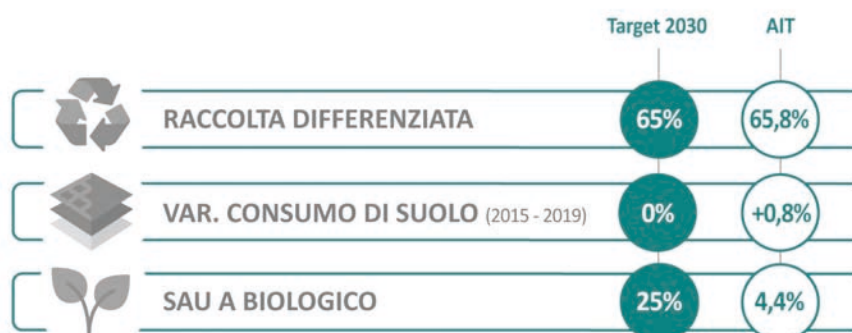 Target 2030 AIT
RACCOLTA DIFFERENZIATA 65% 65,8%
VAR. CONSUMO DI SUOLO (2015 - 2019) 0% +0,8%
SAU A BIOLOGICO 25% 4,4%